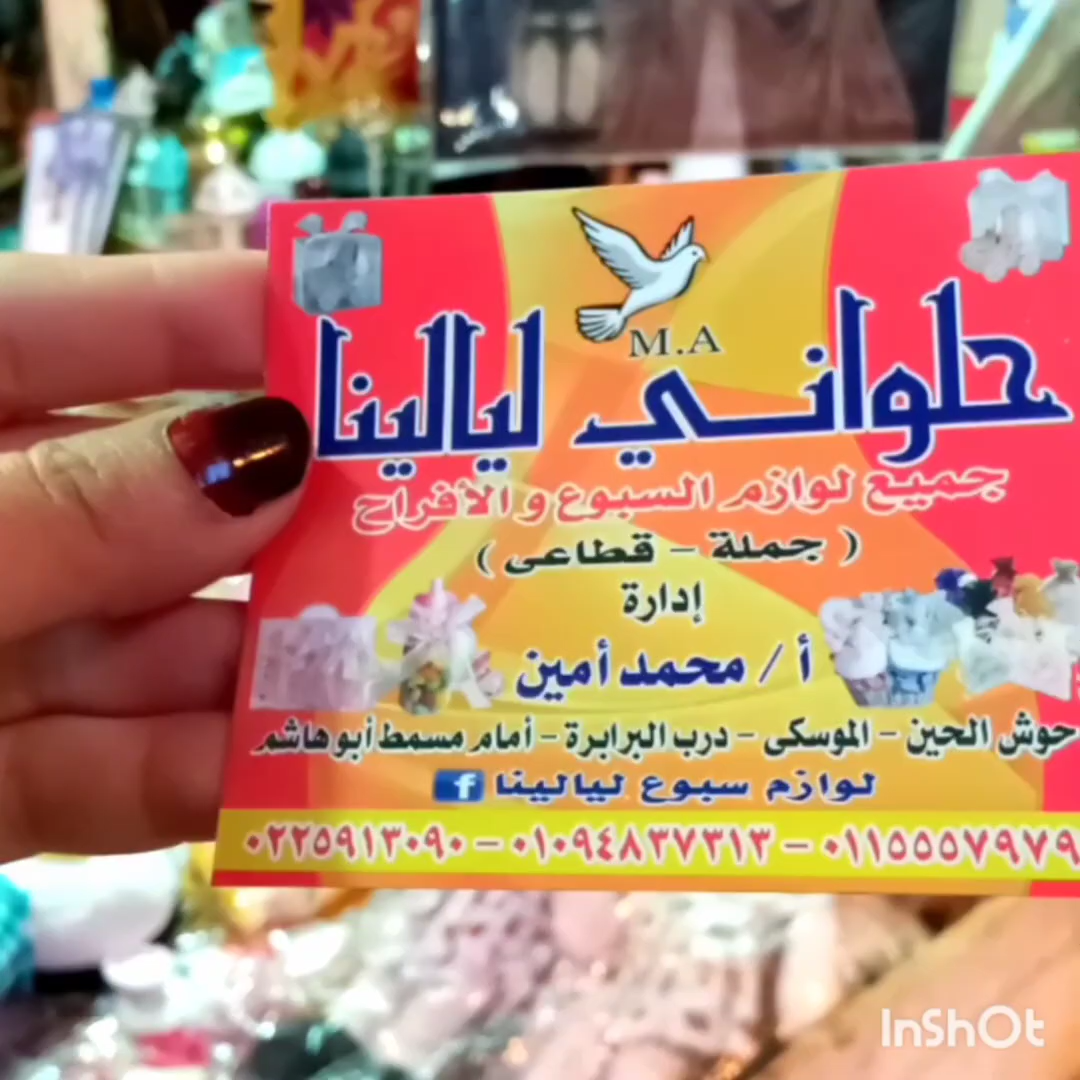 M.A
حلواني ليالينا
جميع لوازم السبوع و الأفراح
( جملة - قطاعى )
إدارة
أ / محمد أمين
حوش الحين - الموسكى - درب البرابرة - أمام مسمط أبو هاشم
لوازم سبوع ليالينا f
٠٢٢٥٩١٣٠٩٠ - ٠١٠٩٤٨٣٧٣١٣ - ٠١١٥٥٥٧٩٧٩
InShOt